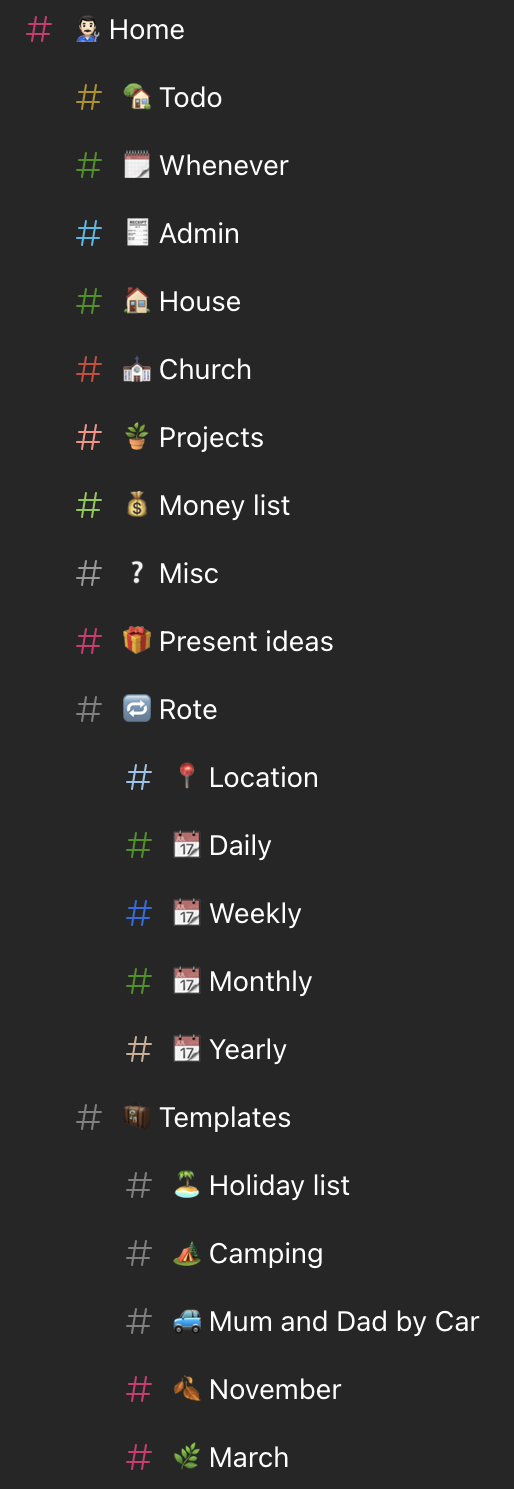 # 👨🏻‍🔧 Home
# 🏡 Todo
# 🗓 Whenever
# 🧾 Admin
# 🏠 House
# ⛪ Church
# 🪴 Projects
# 💰 Money list
# ❔ Misc
# 🎁 Present ideas
# 🔁 Rote
# 📍 Location
# 📆 Daily
# 📆 Weekly
# 📆 Monthly
# 📆 Yearly
# 🚪 Templates
# 🏝 Holiday list
# 🏕 Camping
# 🚙 Mum and Dad by Car
# 🍂 November
# 🌿 March